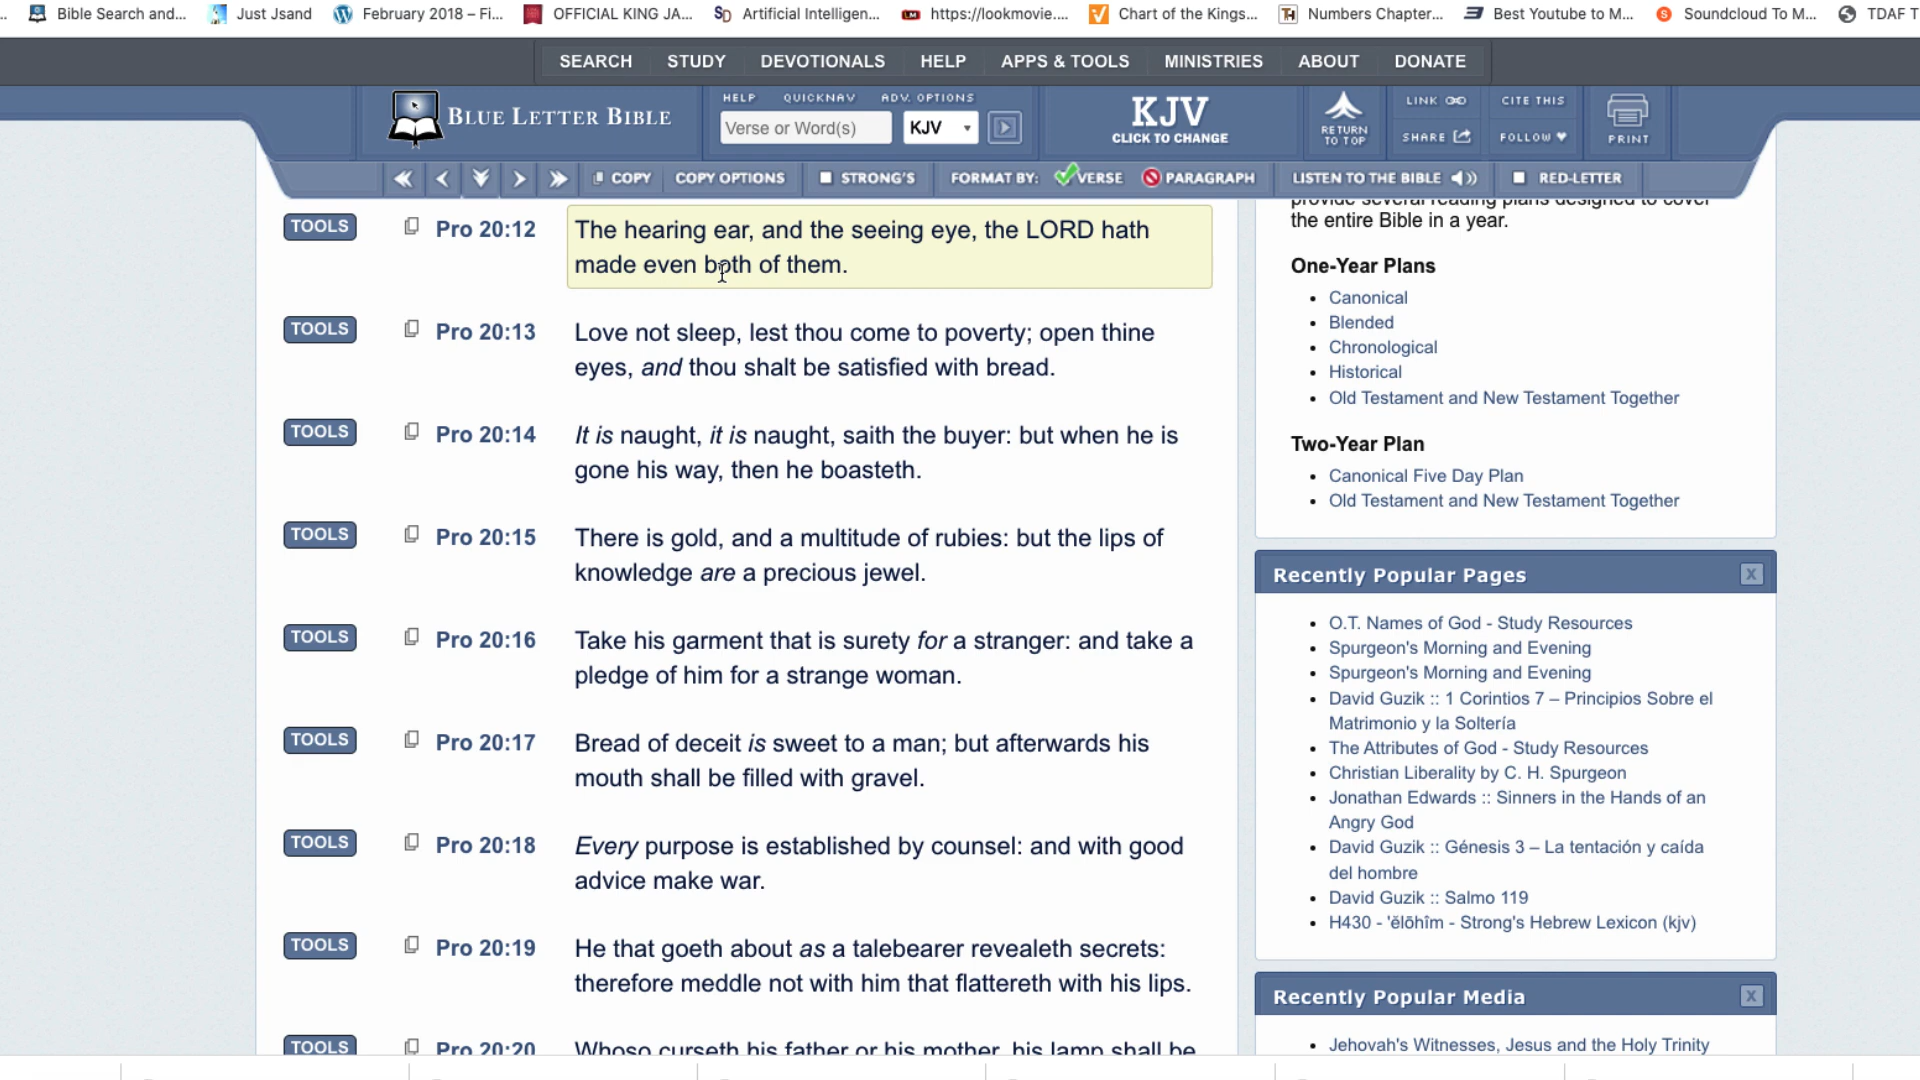 Bible Search and...
Just Jsand
February 2018 – Fi...
OFFICIAL KING JA...
Artificial Intelligen...
https://lookmovie....
Chart of the Kings...
Numbers Chapter...
Best Youtube to M...
Soundcloud To M...
TDAF T
SEARCH STUDY DEVOTIONALS HELP APPS & TOOLS MINISTRIES ABOUT DONATE
BLUE LETTER BIBLE
HELP QUICKNAV ADV. OPTIONS
Verse or Word(s) KJV
KJV
CLICK TO CHANGE
RETURN
TO TOP
LINK
SHARE
CITE THIS
FOLLOW
PRINT
COPY COPY OPTIONS STRONG'S FORMAT BY: VERSE PARAGRAPH LISTEN TO THE BIBLE RED-LETTER
TOOLS Pro 20:12 The hearing ear, and the seeing eye, the LORD hath
made even both of them.
TOOLS Pro 20:13 Love not sleep, lest thou come to poverty; open thine
eyes, and thou shalt be satisfied with bread.
TOOLS Pro 20:14 It is naught, it is naught, saith the buyer: but when he is
gone his way, then he boasteth.
TOOLS Pro 20:15 There is gold, and a multitude of rubies: but the lips of
knowledge are a precious jewel.
TOOLS Pro 20:16 Take his garment that is surety for a stranger: and take a
pledge of him for a strange woman.
TOOLS Pro 20:17 Bread of deceit is sweet to a man; but afterwards his
mouth shall be filled with gravel.
TOOLS Pro 20:18 Every purpose is established by counsel: and with good
advice make war.
TOOLS Pro 20:19 He that goeth about as a talebearer revealeth secrets:
therefore meddle not with him that flattereth with his lips.
TOOLS Pro 20:20 Whoso curseth his father or his mother, his lamp shall be
provide several reading plans designed to cover
the entire Bible in a year.
One-Year Plans
Canonical
Blended
Chronological
Historical
Old Testament and New Testament Together
Two-Year Plan
Canonical Five Day Plan
Old Testament and New Testament Together
Recently Popular Pages X
O.T. Names of God - Study Resources
Spurgeon's Morning and Evening
Spurgeon's Morning and Evening
David Guzik :: 1 Corintios 7 – Principios Sobre el
Matrimonio y la Soltería
The Attributes of God - Study Resources
Christian Liberality by C. H. Spurgeon
Jonathan Edwards :: Sinners in the Hands of an
Angry God
David Guzik :: Génesis 3 – La tentación y caída
del hombre
David Guzik :: Salmo 119
H430 - 'ĕlōhîm - Strong's Hebrew Lexicon (kjv)
Recently Popular Media X
Jehovah's Witnesses, Jesus and the Holy Trinity